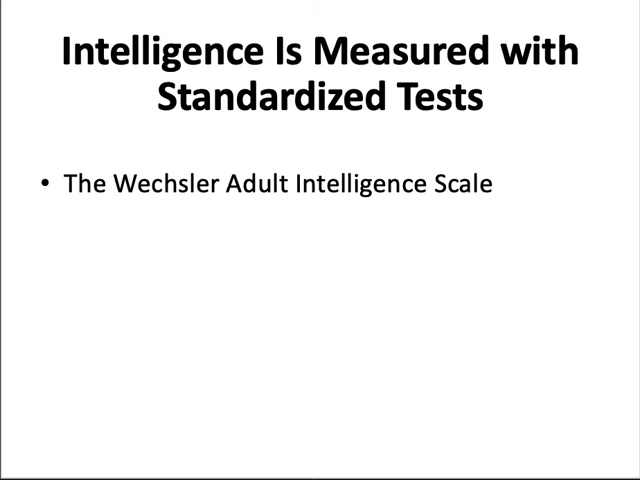 Intelligence Is Measured with
Standardized Tests
• The Wechsler Adult Intelligence Scale